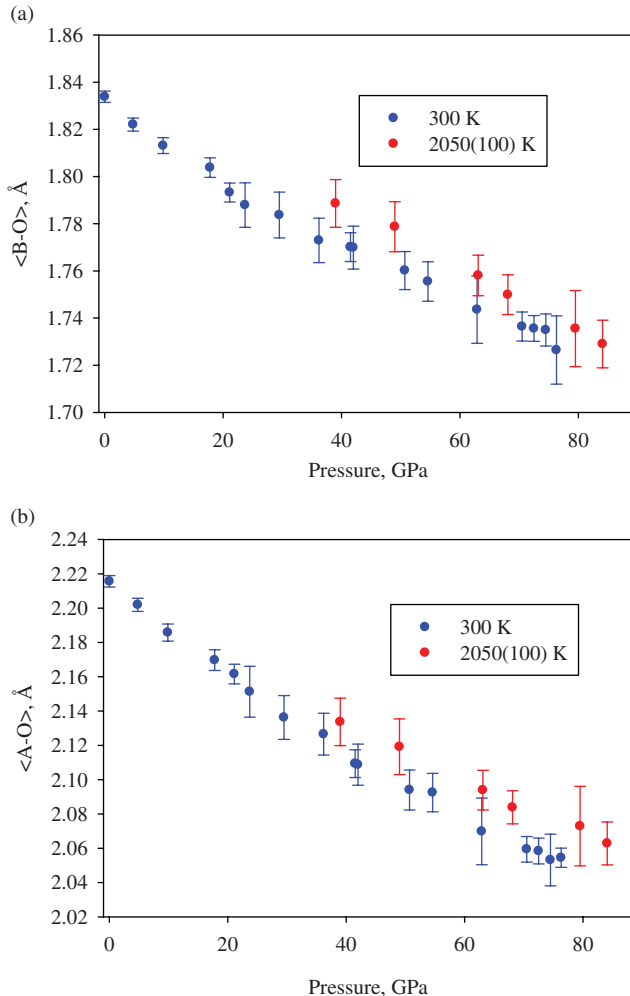 (a)
1.86
1.84
1.82
1.80
1.78
1.76
1.74
1.72
1.70
<B-O>, Å
300 K
2050(100) K
0 20 40 60 80
Pressure, GPa
(b)
2.24
2.22
2.20
2.18
2.16
2.14
2.12
2.10
2.08
2.06
2.04
2.02
<A-O>, Å
300 K
2050(100) K
0 20 40 60 80
Pressure, GPa